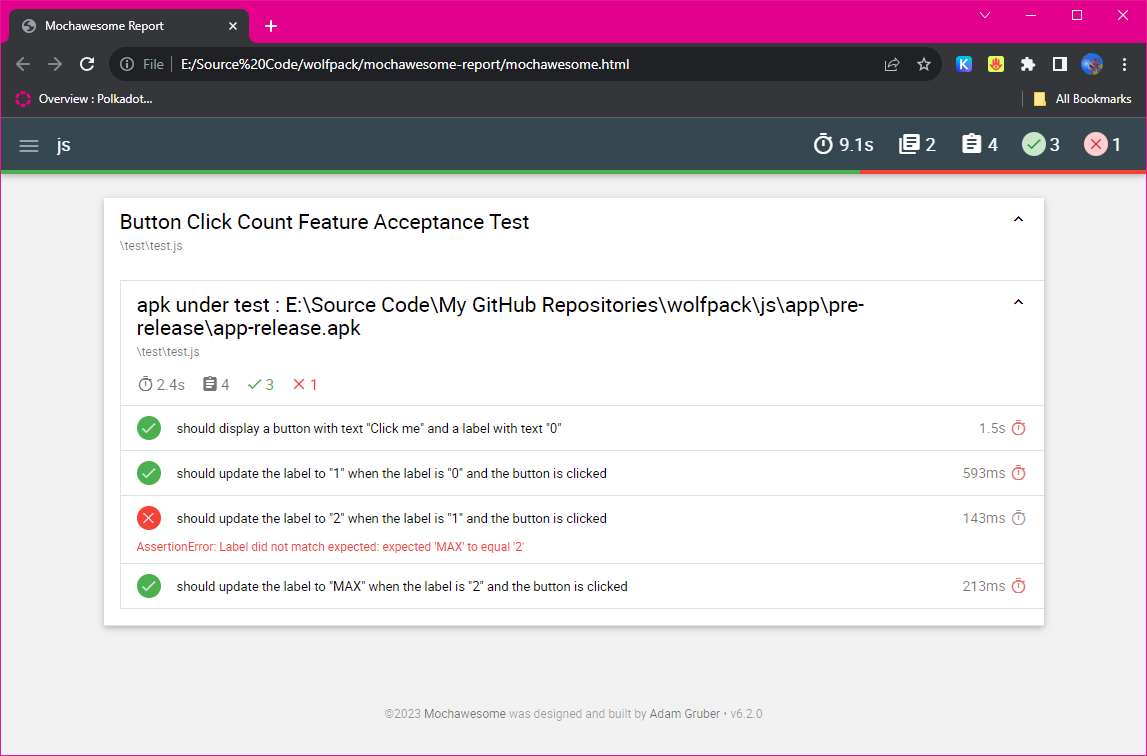 Mochawesome Report
File E:/Source%20Code/wolfpack/mochawesome-report/mochawesome.html
K
Overview : Polkadot...
All Bookmarks
js
9.1s 2 4 3 1
Button Click Count Feature Acceptance Test
\test\test.js
apk under test : E:\Source Code\My GitHub Repositories\wolfpack\js\app\pre-
release\app-release.apk
\test\test.js
2.4s 4 3 1
should display a button with text "Click me" and a label with text "0" 1.5s
should update the label to "1" when the label is "0" and the button is clicked 593ms
should update the label to "2" when the label is "1" and the button is clicked 143ms
AssertionError: Label did not match expected: expected 'MAX' to equal '2'
should update the label to "MAX" when the label is "2" and the button is clicked 213ms
©2023 Mochawesome was designed and built by Adam Gruber • v6.2.0